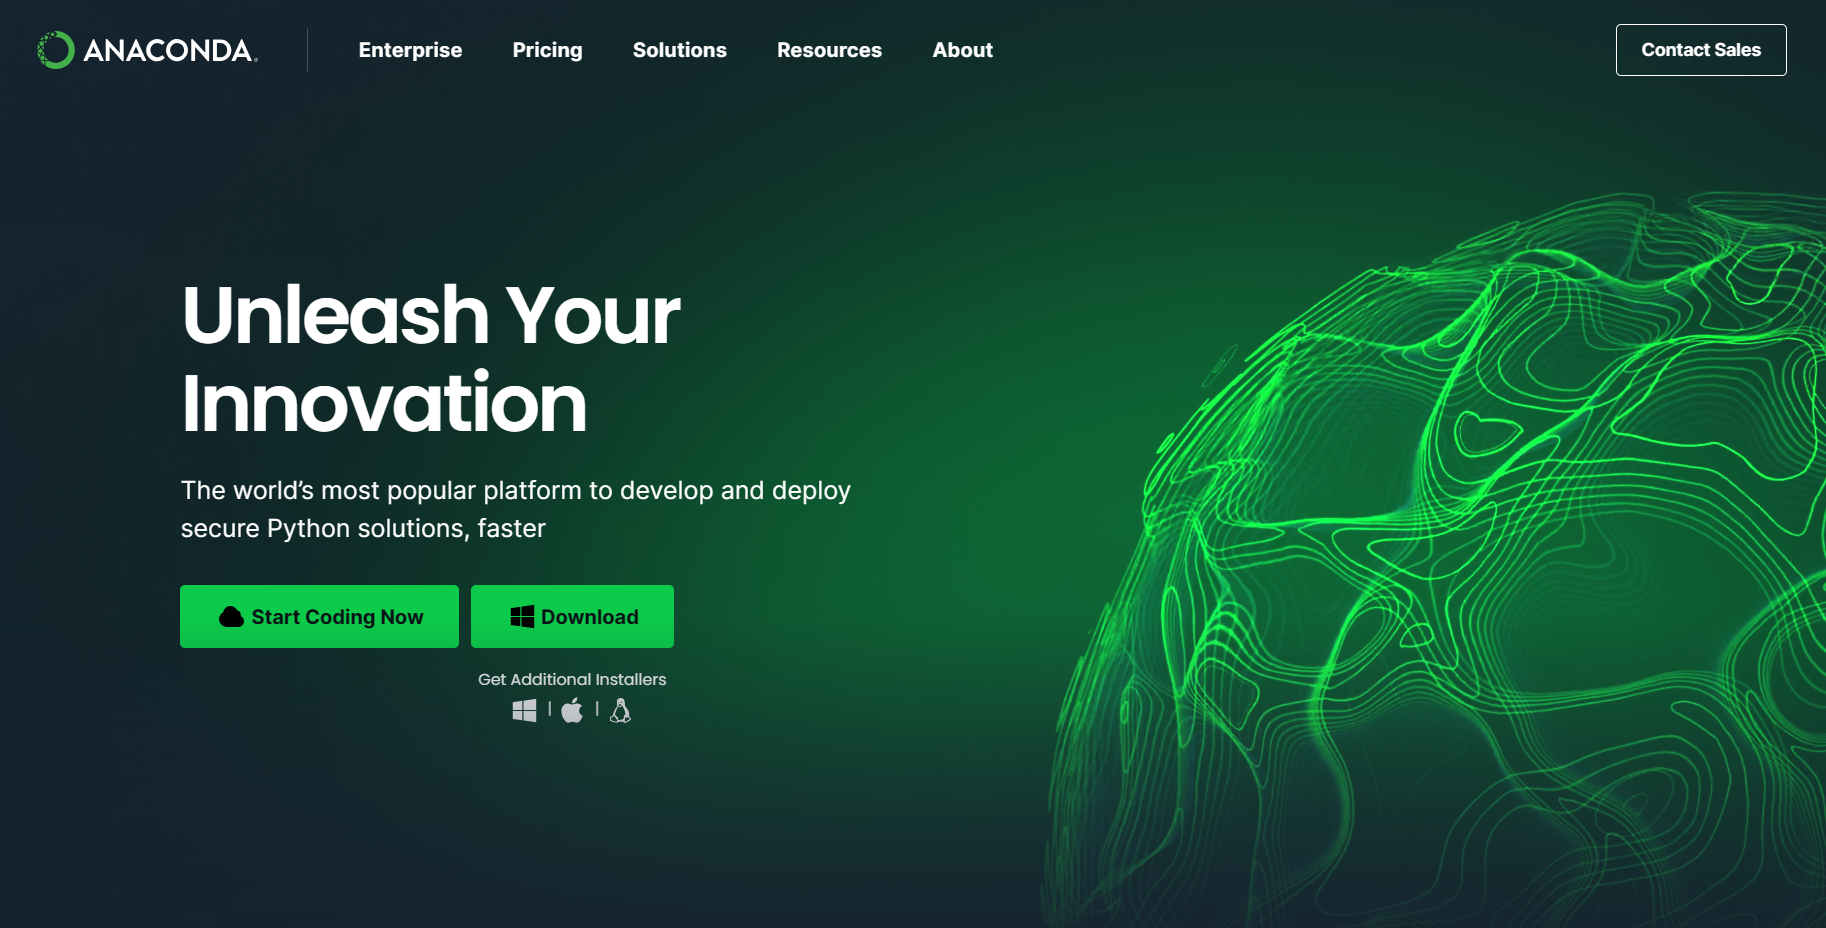 ANACONDA.
Enterprise
Pricing
Solutions
Resources
About
Contact Sales
Unleash Your
Innovation
The world’s most popular platform to develop and deploy
secure Python solutions, faster
Start Coding Now
Download
Get Additional Installers